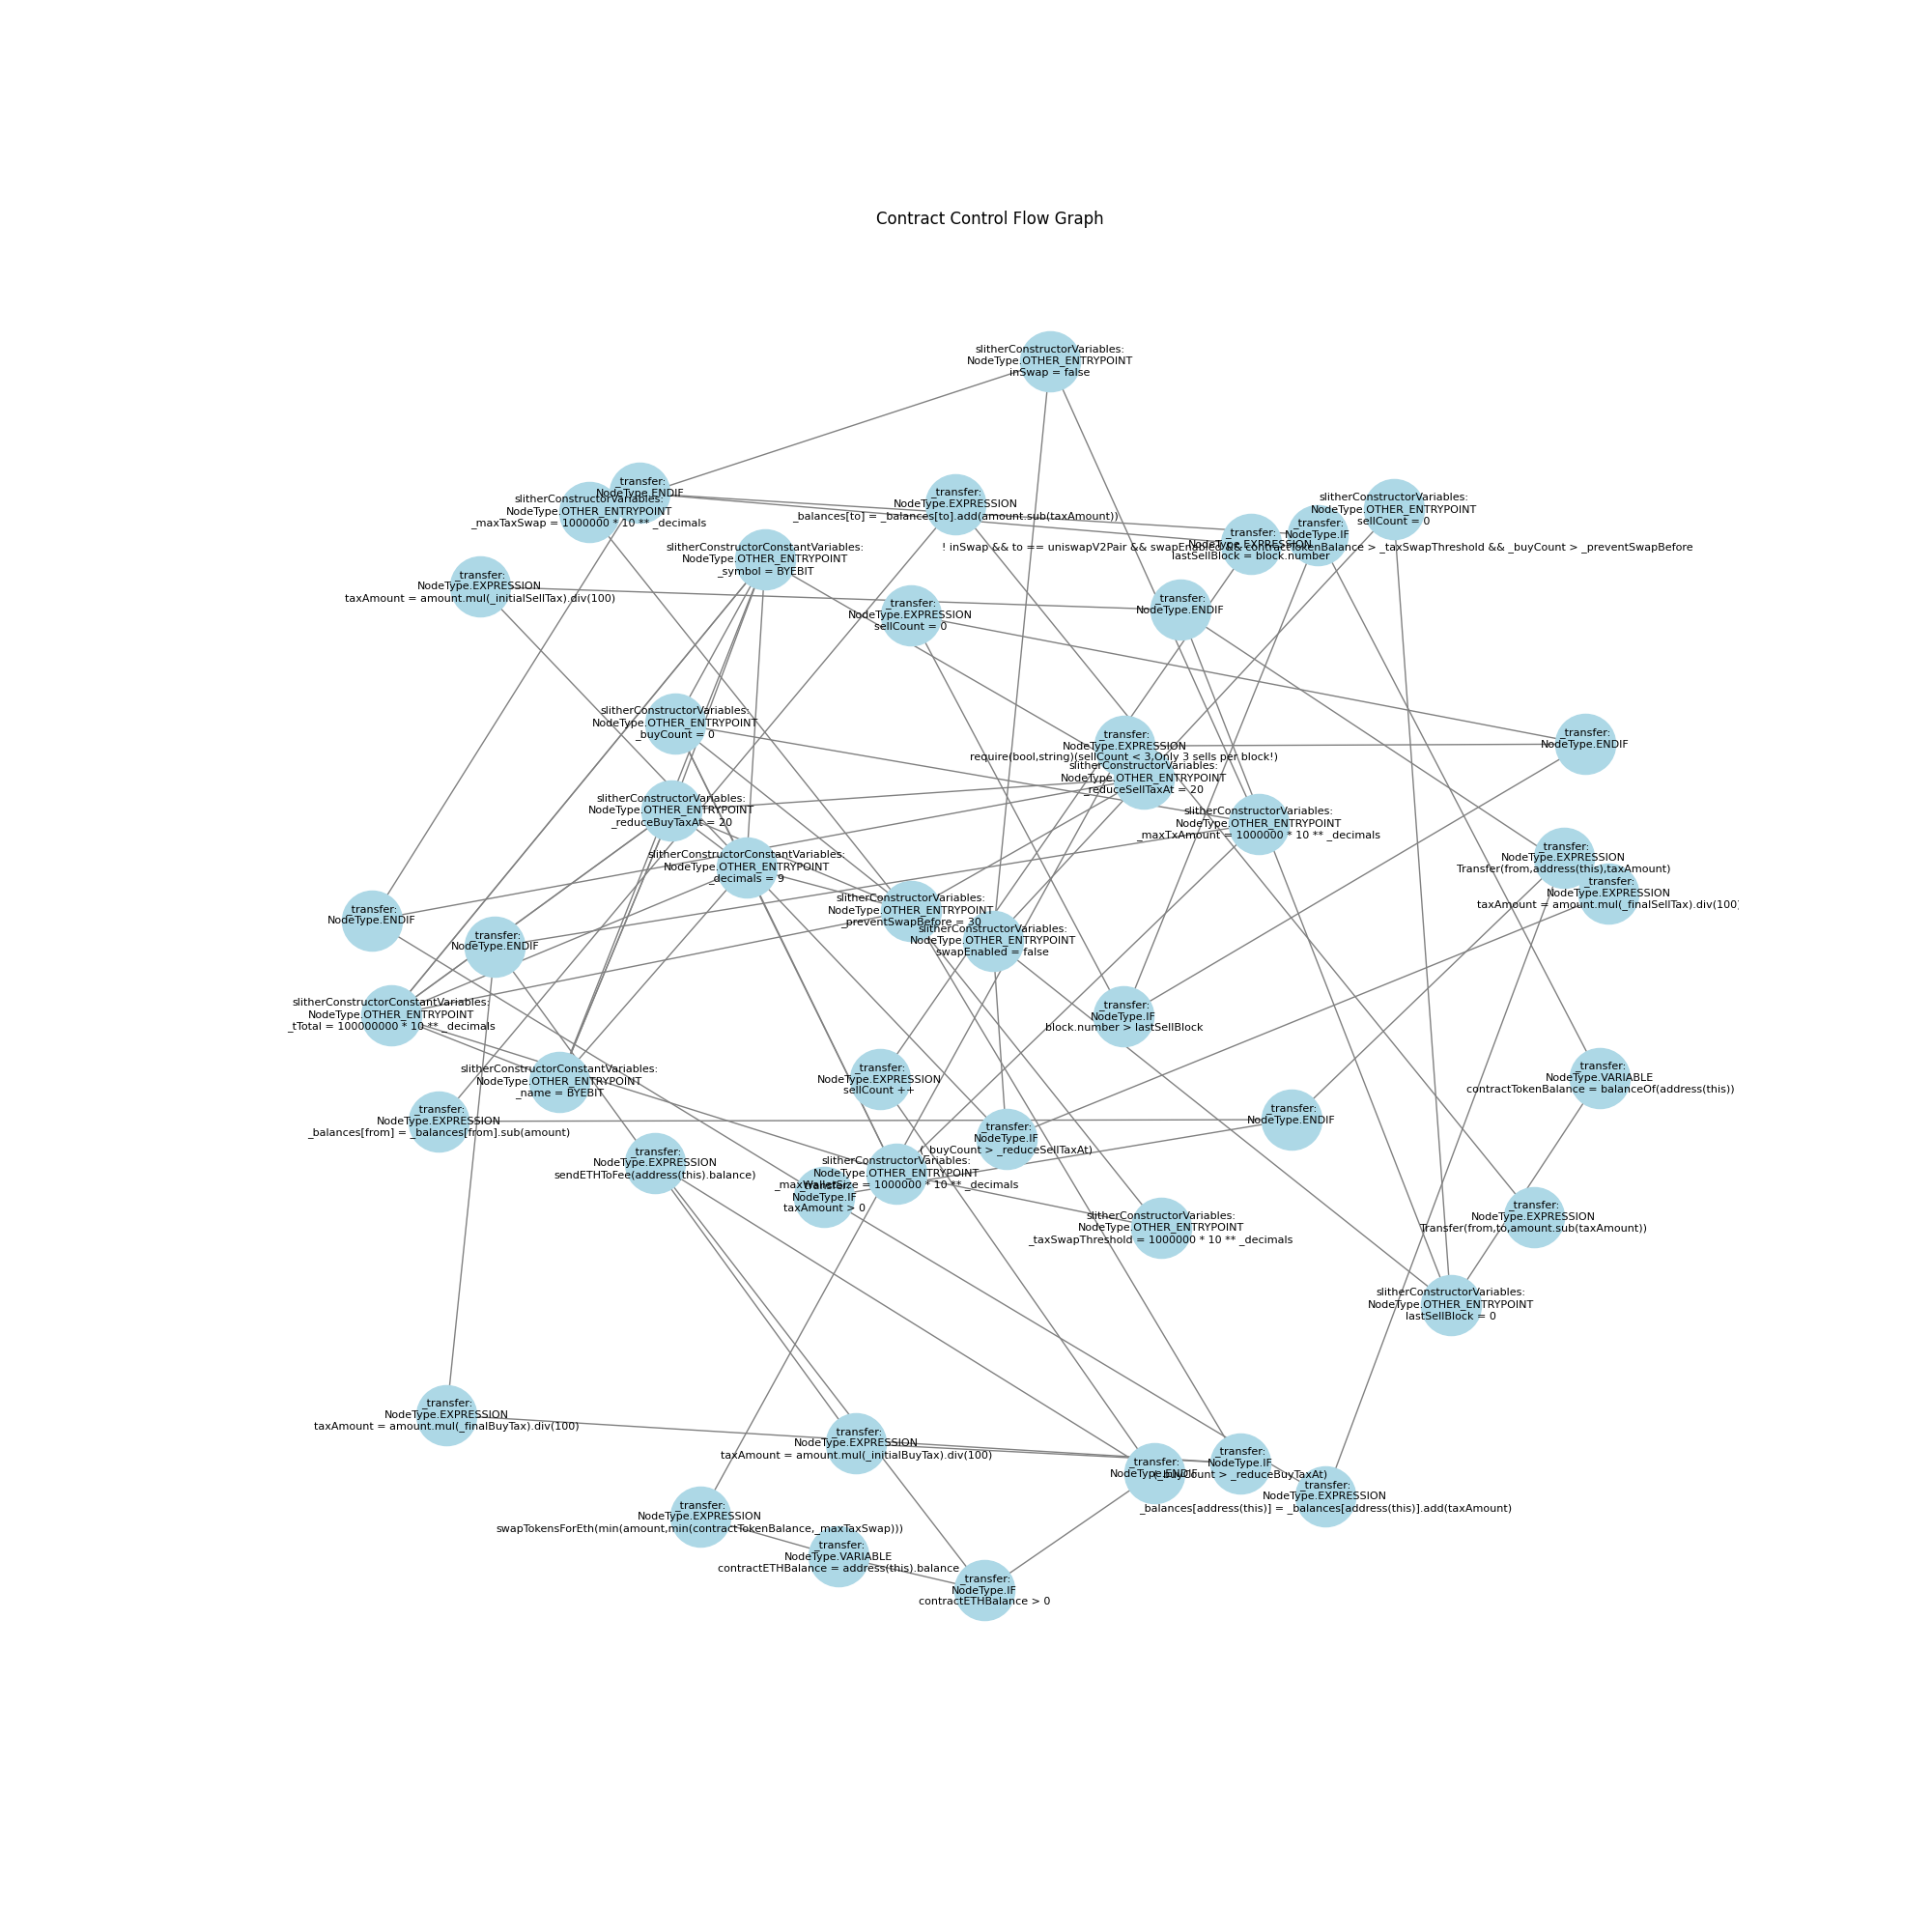 Contract Control Flow Graph
slitherConstructorVariables:
NodeType.OTHER_ENTRYPOINT
inSwap = false
_transfer:
NodeType.ENDIF
slitherConstructorVariables:
NodeType.OTHER_ENTRYPOINT
_maxTaxSwap = 1000000 * 10 ** _decimals
_transfer:
NodeType.EXPRESSION
_balances[to] = _balances[to].add(amount.sub(taxAmount))
slitherConstructorVariables:
NodeType.OTHER_ENTRYPOINT
sellCount = 0
_transfer:
NodeType.IF
! inSwap && to == uniswapV2Pair && swapEnabled && contractTokenBalance > _taxSwapThreshold && _buyCount > _preventSwapBefore
_transfer:
NodeType.EXPRESSION
lastSellBlock = block.number
slitherConstructorConstantVariables:
NodeType.OTHER_ENTRYPOINT
_symbol = BYEBIT
_transfer:
NodeType.EXPRESSION
taxAmount = amount.mul(_initialSellTax).div(100)
_transfer:
NodeType.EXPRESSION
sellCount = 0
_transfer:
NodeType.ENDIF
slitherConstructorVariables:
NodeType.OTHER_ENTRYPOINT
_buyCount = 0
_transfer:
NodeType.EXPRESSION
require(bool,string)(sellCount < 3,Only 3 sells per block!)
_transfer:
NodeType.ENDIF
slitherConstructorVariables:
NodeType.OTHER_ENTRYPOINT
_reduceSellTaxAt = 20
slitherConstructorVariables:
NodeType.OTHER_ENTRYPOINT
_reduceBuyTaxAt = 20
slitherConstructorVariables:
NodeType.OTHER_ENTRYPOINT
_maxTxAmount = 1000000 * 10 ** _decimals
slitherConstructorConstantVariables:
NodeType.OTHER_ENTRYPOINT
_decimals = 9
_transfer:
NodeType.EXPRESSION
Transfer(from,address(this),taxAmount)
_transfer:
NodeType.EXPRESSION
taxAmount = amount.mul(_finalSellTax).div(100)
_transfer:
NodeType.ENDIF
slitherConstructorVariables:
NodeType.OTHER_ENTRYPOINT
_preventSwapBefore = 30
_transfer:
NodeType.ENDIF
slitherConstructorVariables:
NodeType.OTHER_ENTRYPOINT
swapEnabled = false
slitherConstructorConstantVariables:
NodeType.OTHER_ENTRYPOINT
_tTotal = 100000000 * 10 ** _decimals
_transfer:
NodeType.IF
block.number > lastSellBlock
slitherConstructorConstantVariables:
NodeType.OTHER_ENTRYPOINT
_name = BYEBIT
_transfer:
NodeType.EXPRESSION
sellCount ++
_transfer:
NodeType.VARIABLE
contractTokenBalance = balanceOf(address(this))
_transfer:
NodeType.EXPRESSION
_balances[from] = _balances[from].sub(amount)
_transfer:
NodeType.ENDIF
_transfer:
NodeType.IF
(_buyCount > _reduceSellTaxAt)
_transfer:
NodeType.EXPRESSION
sendETHToFee(address(this).balance)
slitherConstructorVariables:
NodeType.OTHER_ENTRYPOINT
_maxWalletSize = 1000000 * 10 ** _decimals
_transfer:
NodeType.IF
taxAmount > 0
_transfer:
NodeType.EXPRESSION
Transfer(from,to,amount.sub(taxAmount))
slitherConstructorVariables:
NodeType.OTHER_ENTRYPOINT
_taxSwapThreshold = 1000000 * 10 ** _decimals
slitherConstructorVariables:
NodeType.OTHER_ENTRYPOINT
lastSellBlock = 0
_transfer:
NodeType.EXPRESSION
taxAmount = amount.mul(_finalBuyTax).div(100)
_transfer:
NodeType.EXPRESSION
taxAmount = amount.mul(_initialBuyTax).div(100)
_transfer:
NodeType.ENDIF
_transfer:
NodeType.IF
(_buyCount > _reduceBuyTaxAt)
_transfer:
NodeType.EXPRESSION
_balances[address(this)] = _balances[address(this)].add(taxAmount)
_transfer:
NodeType.EXPRESSION
swapTokensForEth(min(amount,min(contractTokenBalance,_maxTaxSwap)))
_transfer:
NodeType.VARIABLE
contractETHBalance = address(this).balance
_transfer:
NodeType.IF
contractETHBalance > 0